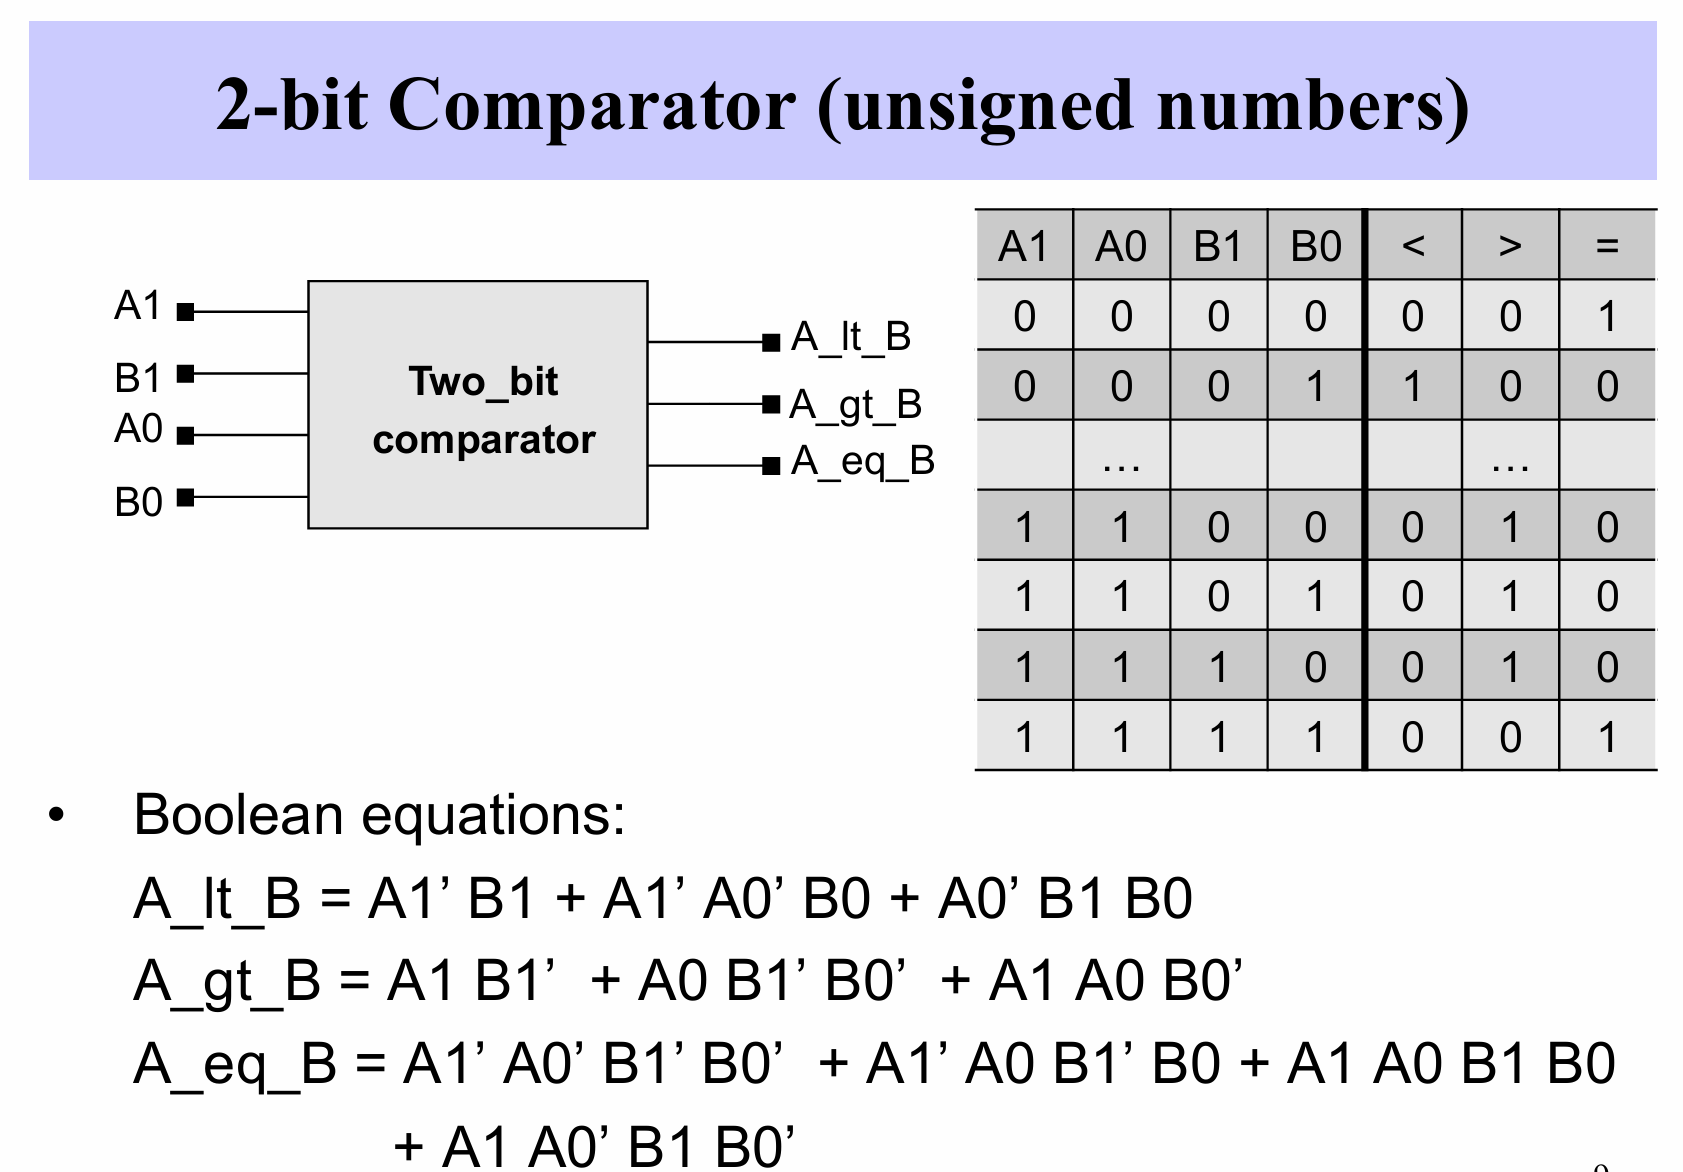 2-bit Comparator (unsigned numbers)
A1
B1
A0
B0
Two_bit
comparator
A_lt_B
A_gt_B
A_eq_B
A1 A0 B1 B0 < > =
0 0 0 0 0 0 1
0 0 0 1 1 0 0
… …
1 1 0 0 0 1 0
1 1 0 1 0 1 0
1 1 1 0 0 1 0
1 1 1 1 0 0 1
• Boolean equations:
A_lt_B = A1’ B1 + A1’ A0’ B0 + A0’ B1 B0
A_gt_B = A1 B1’ + A0 B1’ B0’ + A1 A0 B0’
A_eq_B = A1’ A0’ B1’ B0’ + A1’ A0 B1’ B0 + A1 A0 B1 B0
+ A1 A0’ B1 B0’